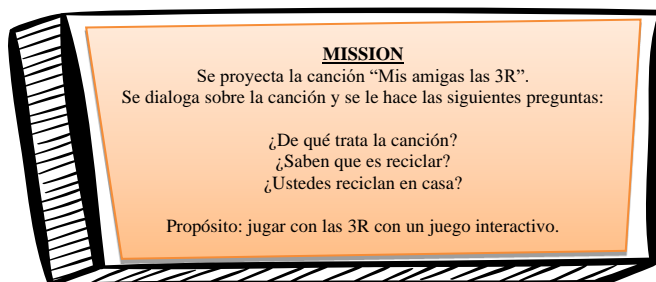 MISSION
Se proyecta la canción “Mis amigas las 3R”.
Se dialoga sobre la canción y se le hace las siguientes preguntas:
¿De qué trata la canción?
¿Saben que es reciclar?
¿Ustedes reciclan en casa?
Propósito: jugar con las 3R con un juego interactivo.